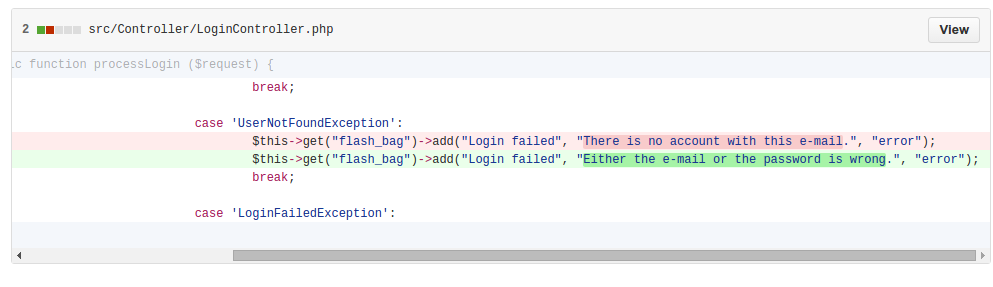 2 src/Controller/LoginController.php View
ic function processLogin ($request) {
break;
case 'UserNotFoundException':
$this->get("flash_bag")->add("Login failed", "There is no account with this e-mail.", "error");
$this->get("flash_bag")->add("Login failed", "Either the e-mail or the password is wrong.", "error");
break;
case 'LoginFailedException':